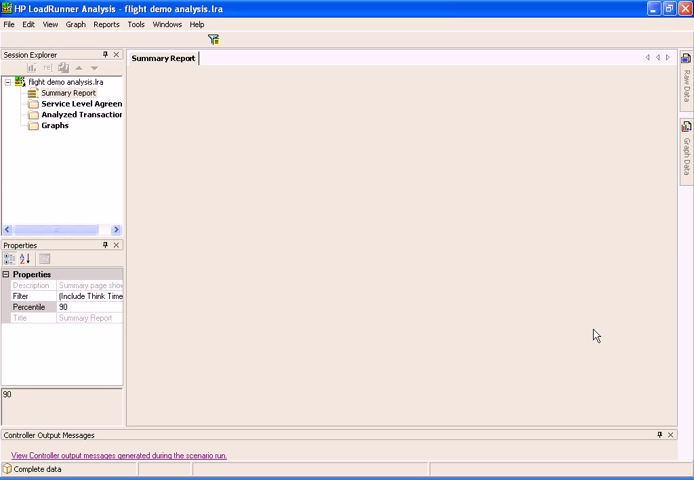 HP LoadRunner Analysis - flight demo analysis.lra
File Edit View Graph Reports Tools Windows Help
Session Explorer
Summary Report
flight demo analysis.lra
Summary Report
Service Level Agreen
Analyzed Transaction
Graphs
Raw Data
Graph Data
Properties
Properties
Description Summary page show
Filter (Include Think Time
Percentile 90
Title Summary Report
90
Controller Output Messages
View Controller output messages generated during the scenario run.
Complete data